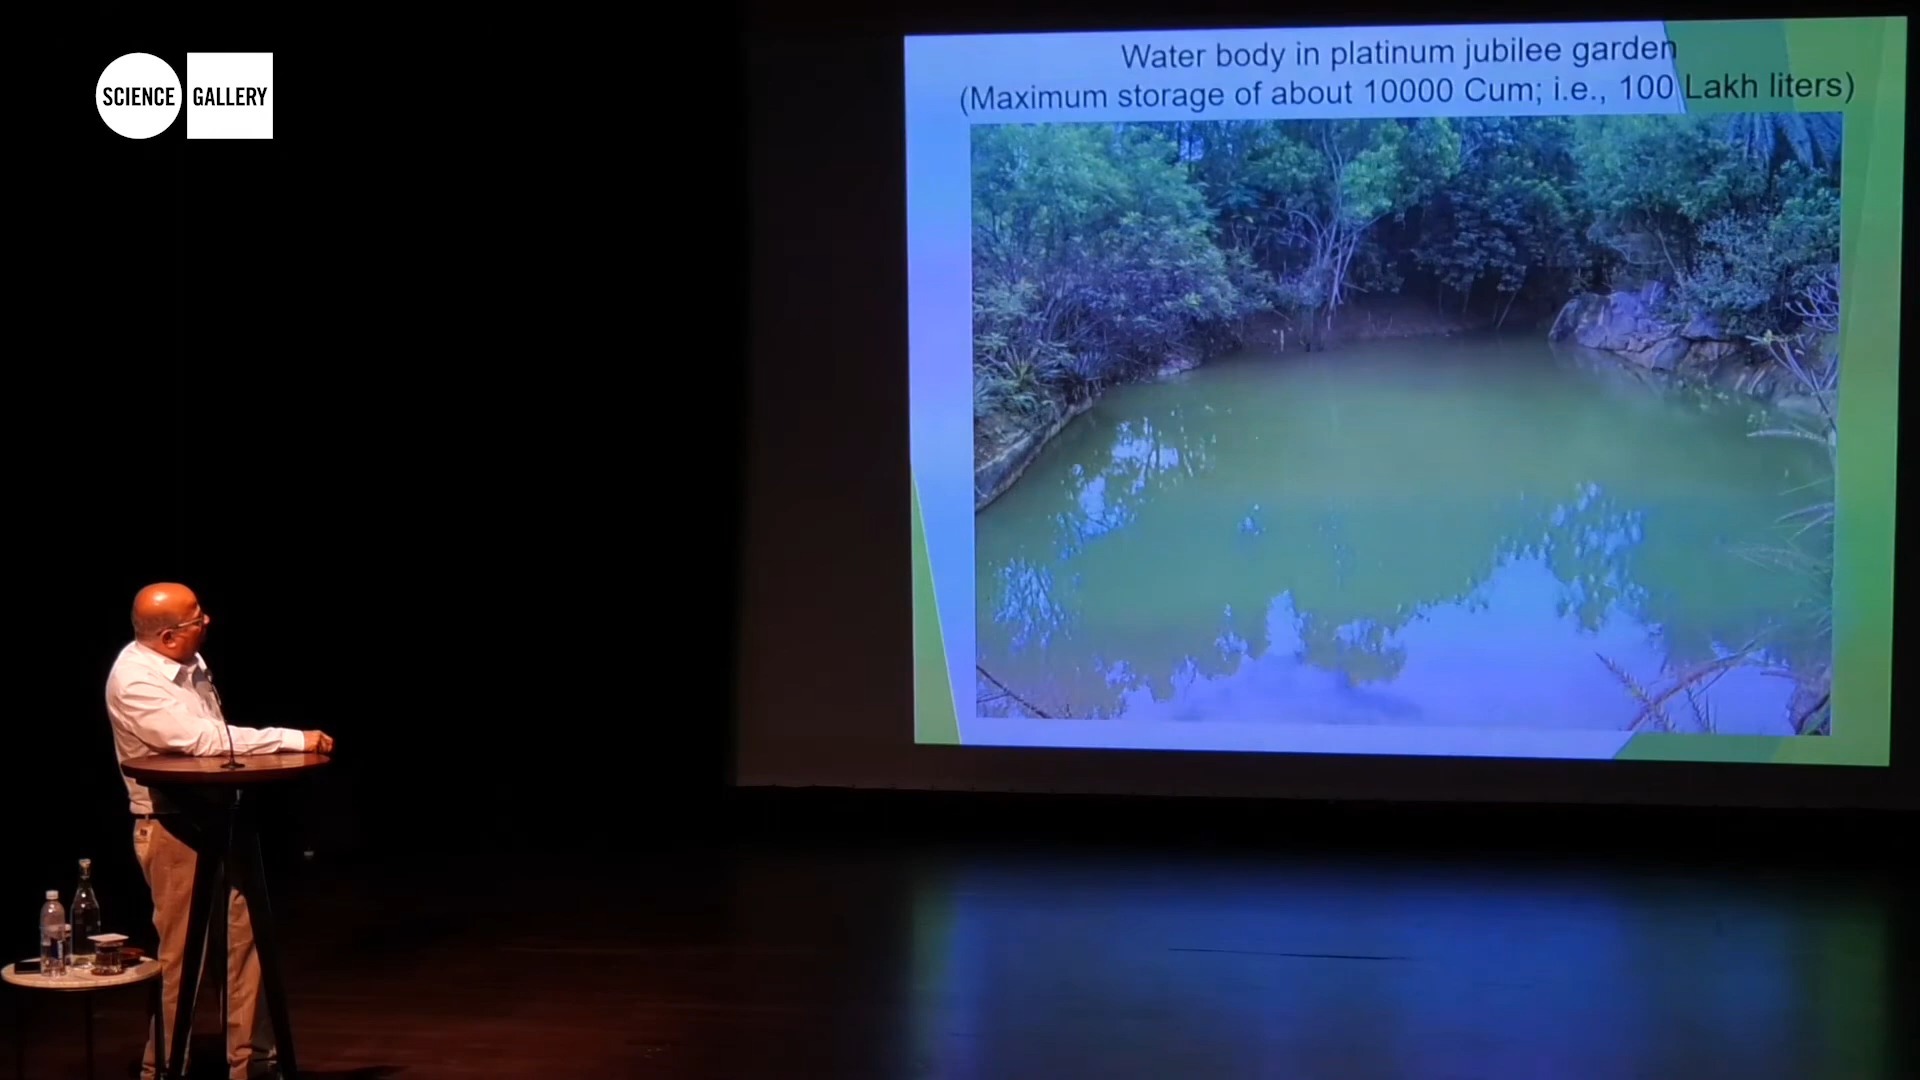 SCIENCE GALLERY
Water body in platinum jubilee garden
(Maximum storage of about 10000 Cum; i.e., 100 Lakh liters)